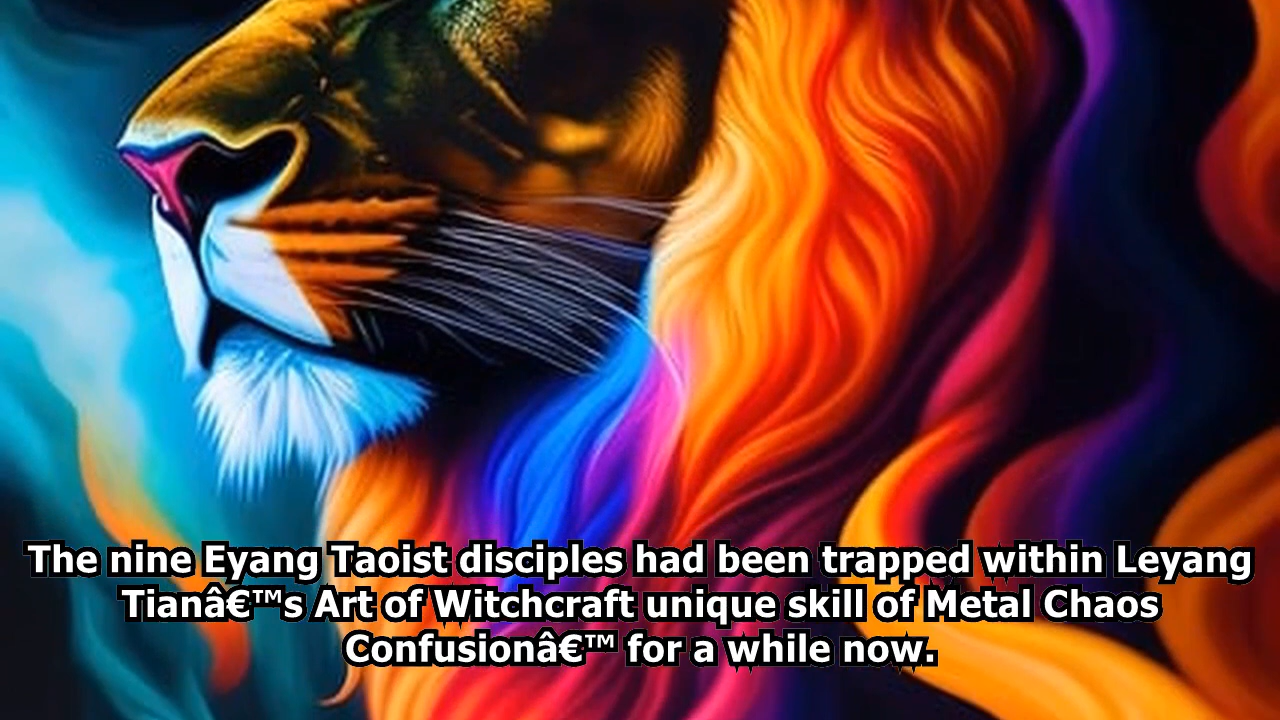 The nine Eyang Taoist disciples had been trapped within Leyang
Tianâ€™s Art of Witchcraft unique skill of Metal Chaos
Confusionâ€™ for a while now.